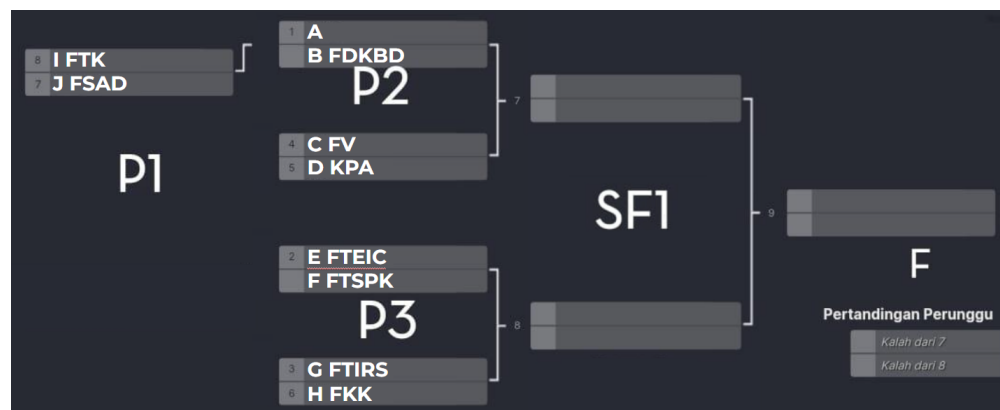 8 I FTK
7 J FSAD
P1
1 A
B FDKBD
P2
4 C FV
5 D KPA
2 E FTEIC
F FTSPK
P3
3 G FTIRS
6 H FKK
7
8
SF1
9
F
Pertandingan Perunggu
Kalah dari 7
Kalah dari 8